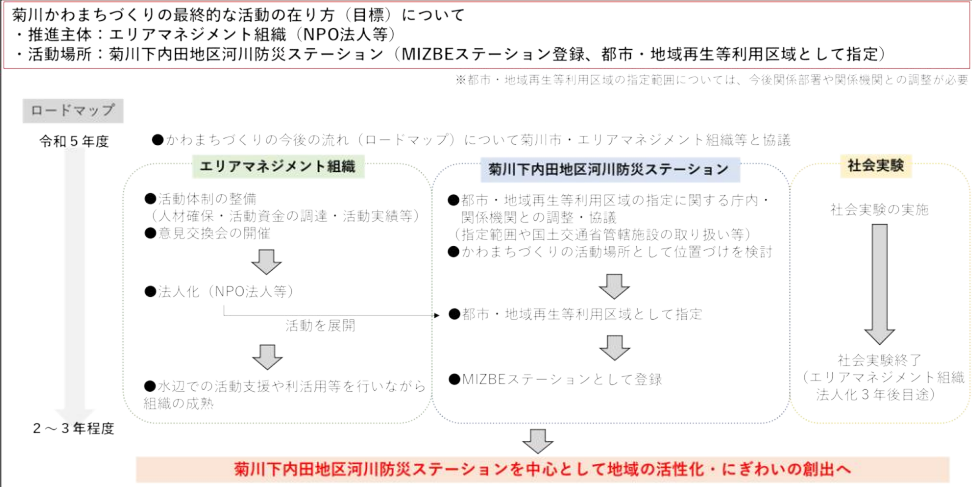 菊川かわまちづくりの最終的な活動の在り方（目標）について
・推進主体：エリアマネジメント組織（NPO法人等）
・活動場所：菊川下内田地区河川防災ステーション（MIZBEステーション登録、都市・地域再生等利用区域として指定）
※都市・地域再生等利用区域の指定範囲については、今後関係部署や関係機関との調整が必要
ロードマップ
令和５年度
●かわまちづくりの今後の流れ（ロードマップ）について菊川市・エリアマネジメント組織等と協議
エリアマネジメント組織
●活動体制の整備
（人材確保・活動資金の調達・活動実績等）
●意見交換会の開催
●法人化（NPO法人等）
活動を展開
●水辺での活動支援や利活用等を行いながら
組織の成熟
菊川下内田地区河川防災ステーション
●都市・地域再生等利用区域の指定に関する庁内・
関係機関との調整・協議
（指定範囲や国土交通省管轄施設の取り扱い等）
●かわまちづくりの活動場所として位置づけを検討
●都市・地域再生等利用区域として指定
●MIZBEステーションとして登録
社会実験
社会実験の実施
社会実験終了
（エリアマネジメント組織
法人化３年後目途）
２～３年程度
菊川下内田地区河川防災ステーションを中心として地域の活性化・にぎわいの創出へ